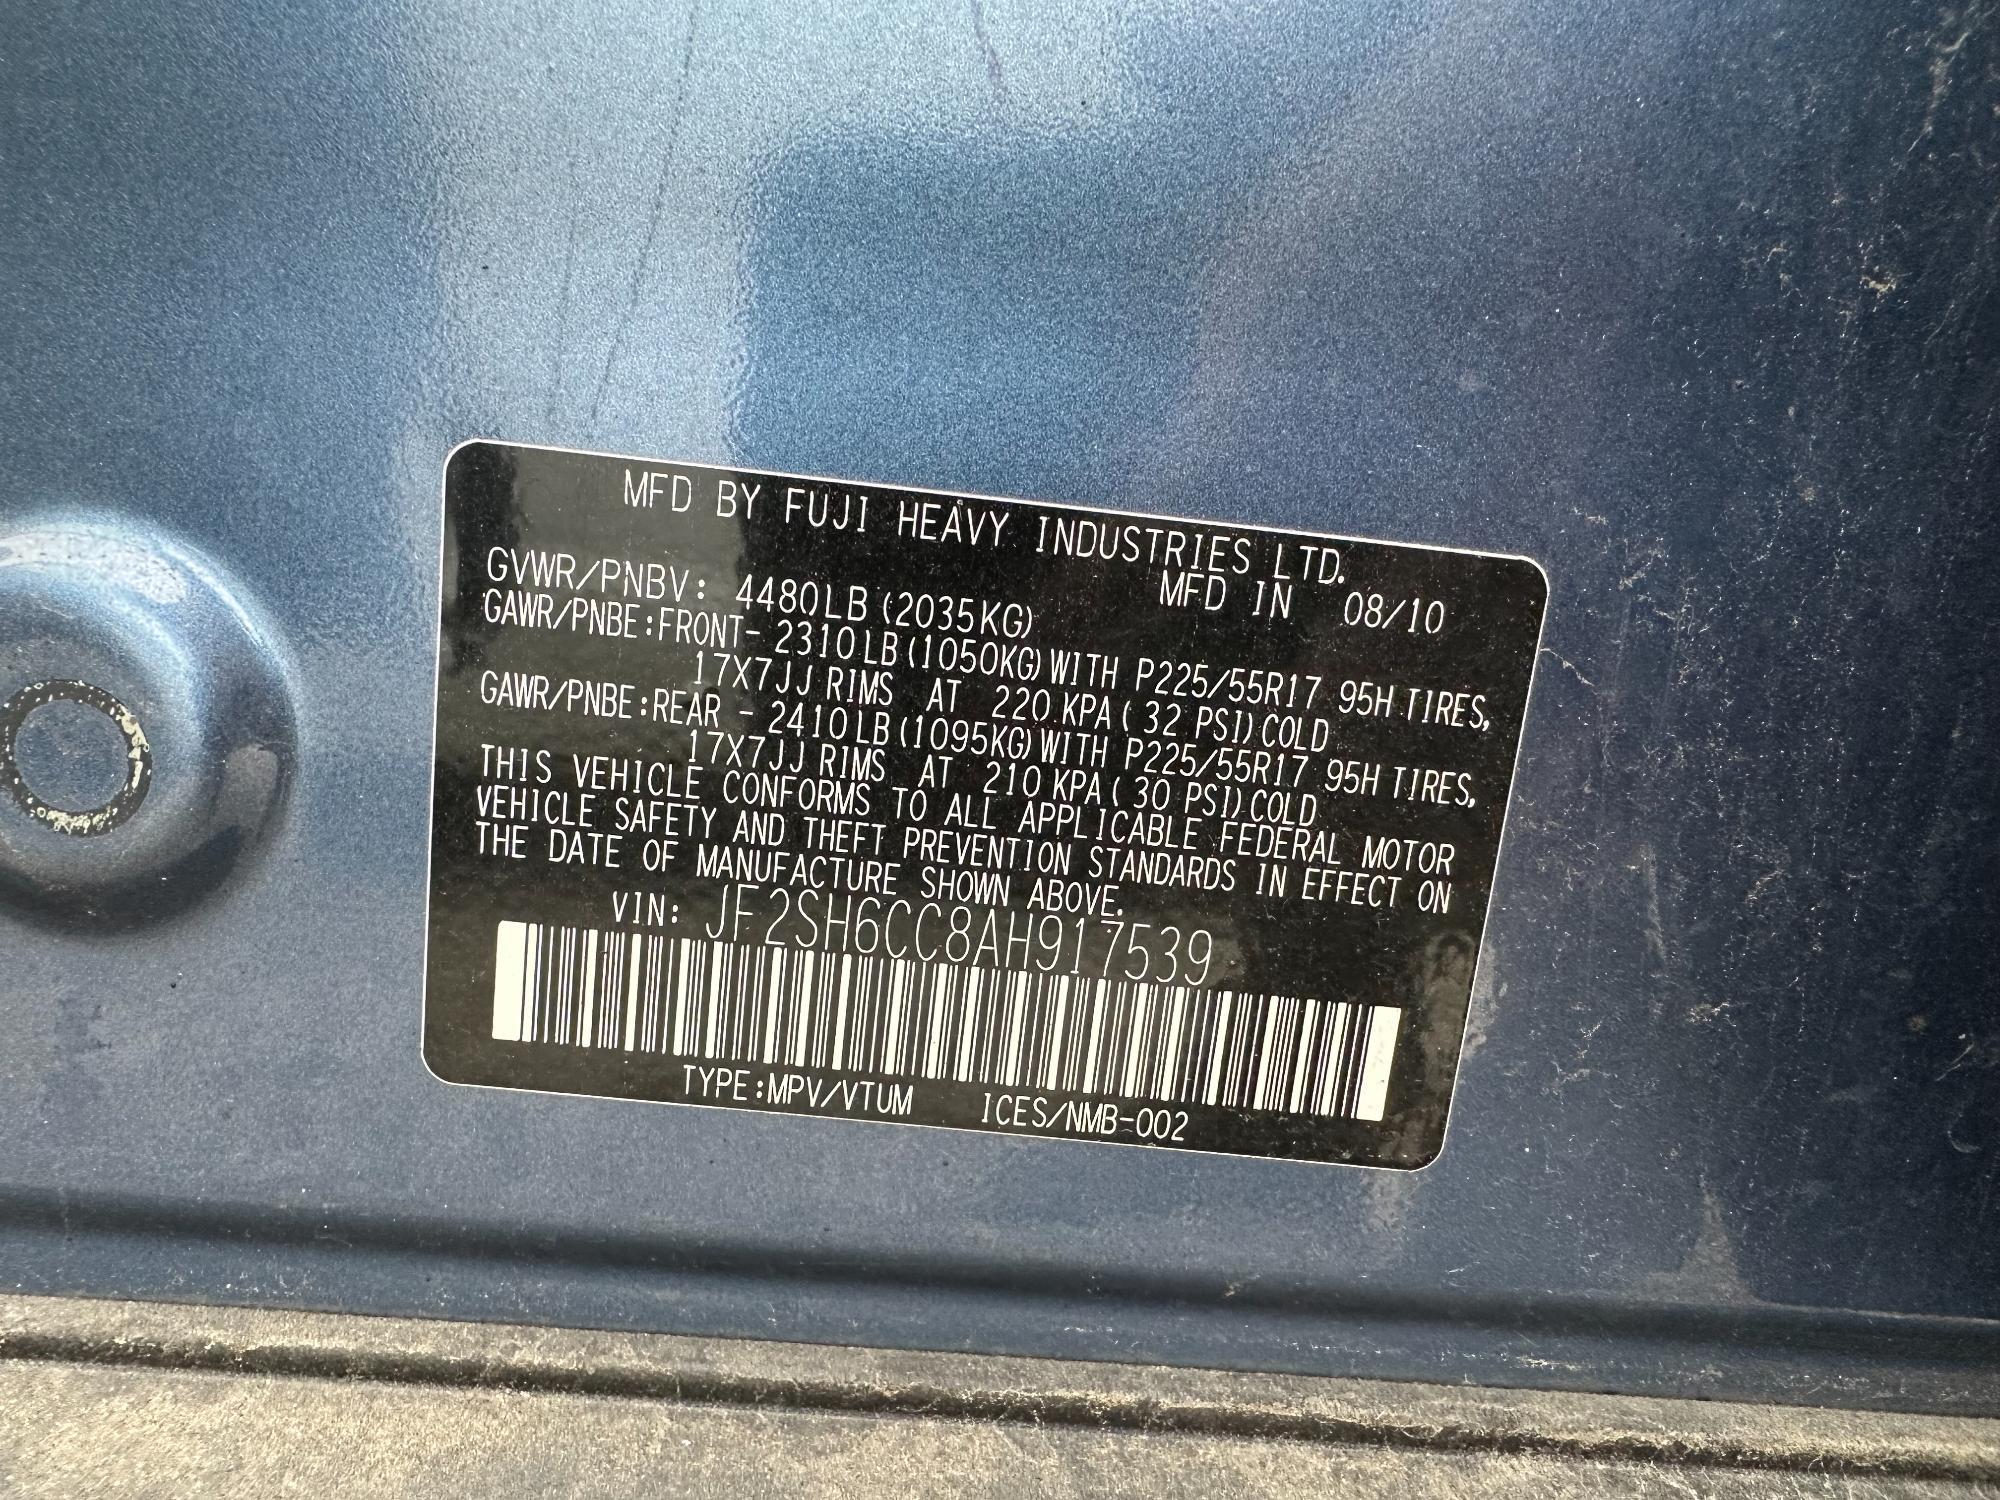 MFD BY FUJI HEAVY INDUSTRIES LTD.
GVWR/PNBV: 4480LB (2035KG) MFD IN 08/10
GAWR/PNBE:FRONT- 2310LB (1050KG) WITH P225/55R17 95H TIRES,
17X7JJ RIMS AT 220 KPA ( 32 PSI) COLD
GAWR/PNBE:REAR - 2410LB (1095KG) WITH P225/55R17 95H TIRES,
17X7JJ RIMS AT 210 KPA ( 30 PSI) COLD
THIS VEHICLE CONFORMS TO ALL APPLICABLE FEDERAL MOTOR
VEHICLE SAFETY AND THEFT PREVENTION STANDARDS IN EFFECT ON
THE DATE OF MANUFACTURE SHOWN ABOVE.
VIN: JF2SH6CC8AH917539
TYPE:MPV/VTUM ICES/NMB-002